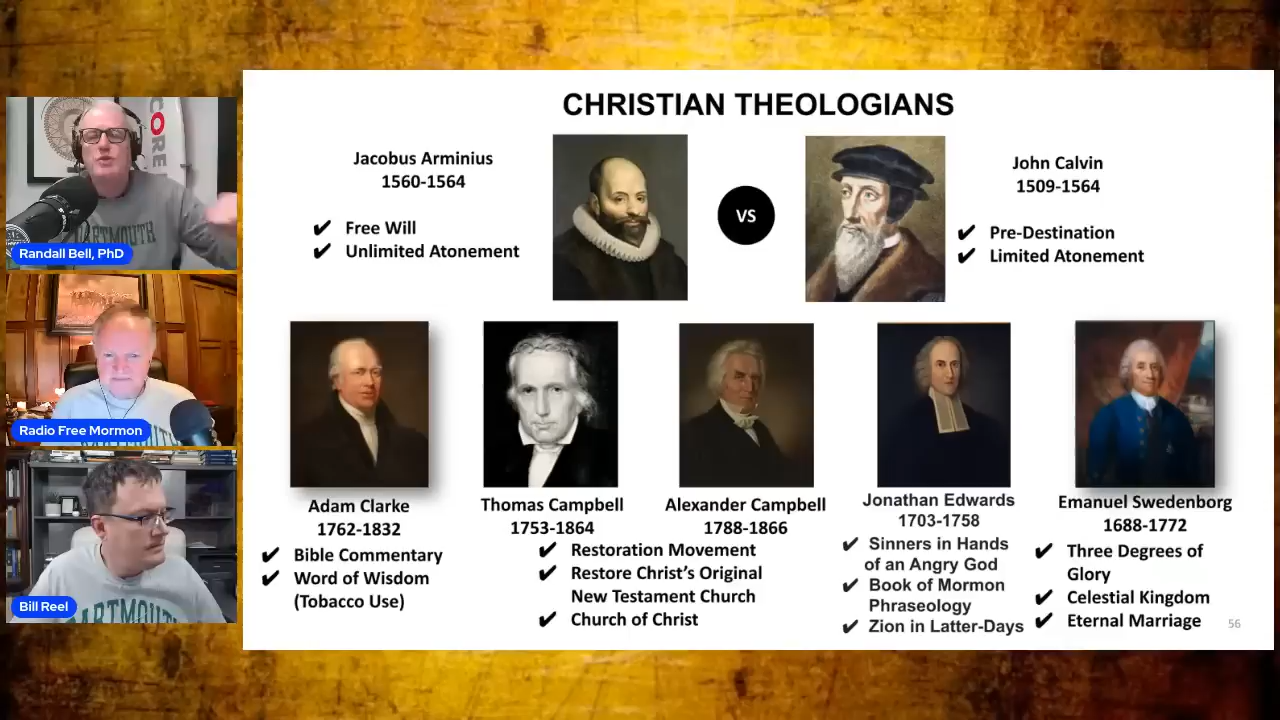 CHRISTIAN THEOLOGIANS
Jacobus Arminius
1560-1564
✔ Free Will
✔ Unlimited Atonement
VS
John Calvin
1509-1564
✔ Pre-Destination
✔ Limited Atonement
Adam Clarke
1762-1832
✔ Bible Commentary
✔ Word of Wisdom
(Tobacco Use)
Thomas Campbell
1753-1864
Alexander Campbell
1788-1866
✔ Restoration Movement
✔ Restore Christ’s Original
New Testament Church
✔ Church of Christ
Jonathan Edwards
1703-1758
✔ Sinners in Hands
of an Angry God
✔ Book of Mormon
Phraseology
✔ Zion in Latter-Days
Emanuel Swedenborg
1688-1772
✔ Three Degrees of
Glory
✔ Celestial Kingdom
✔ Eternal Marriage
56
CORE
DARTMOUTH
Randall Bell, PhD
Radio Free Mormon
Bill Reel